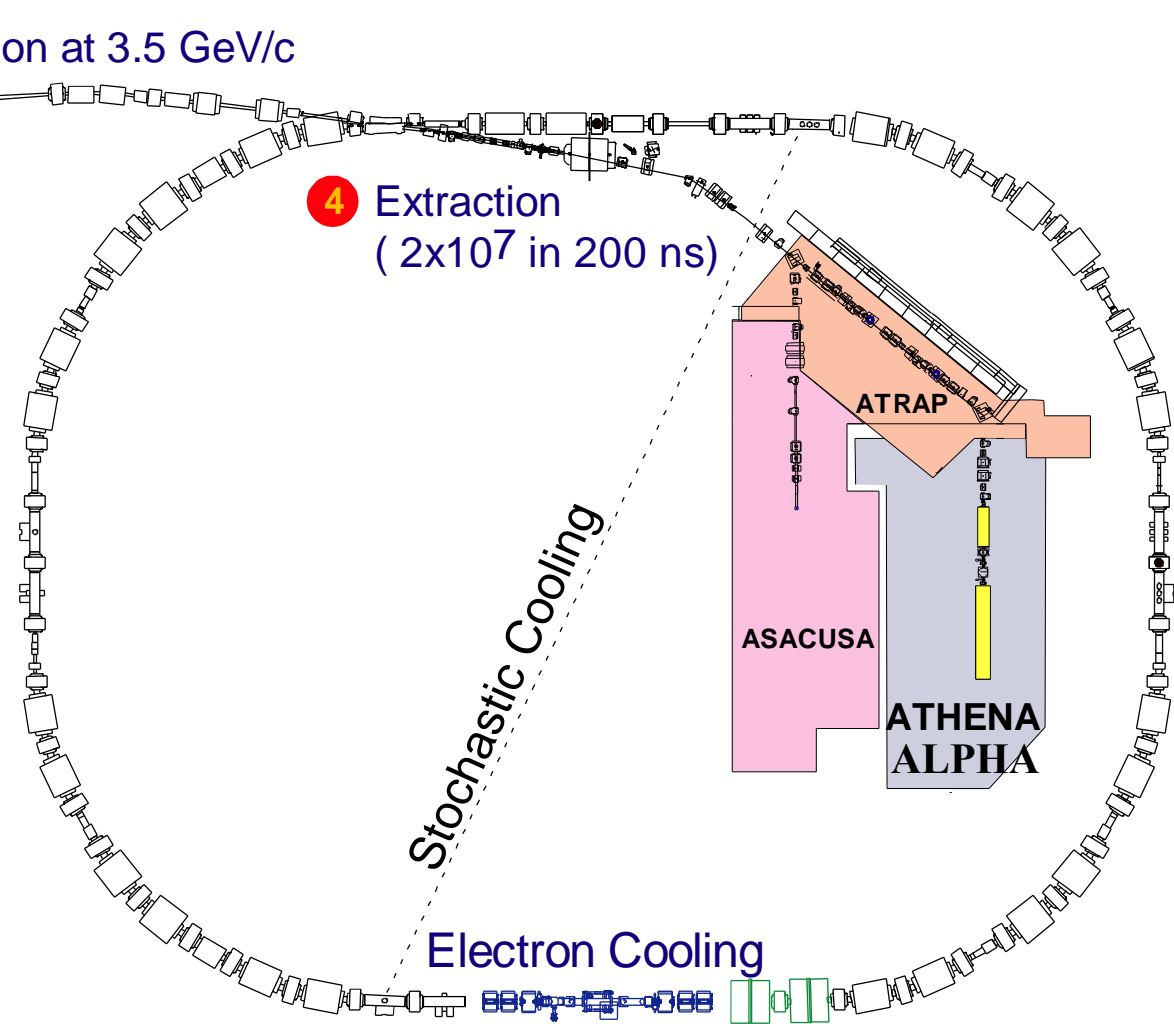 on at 3.5 GeV/c
4 Extraction
( 2x10⁷ in 200 ns)
ATRAP
Stochastic Cooling
ASACUSA
ATHENA
ALPHA
Electron Cooling